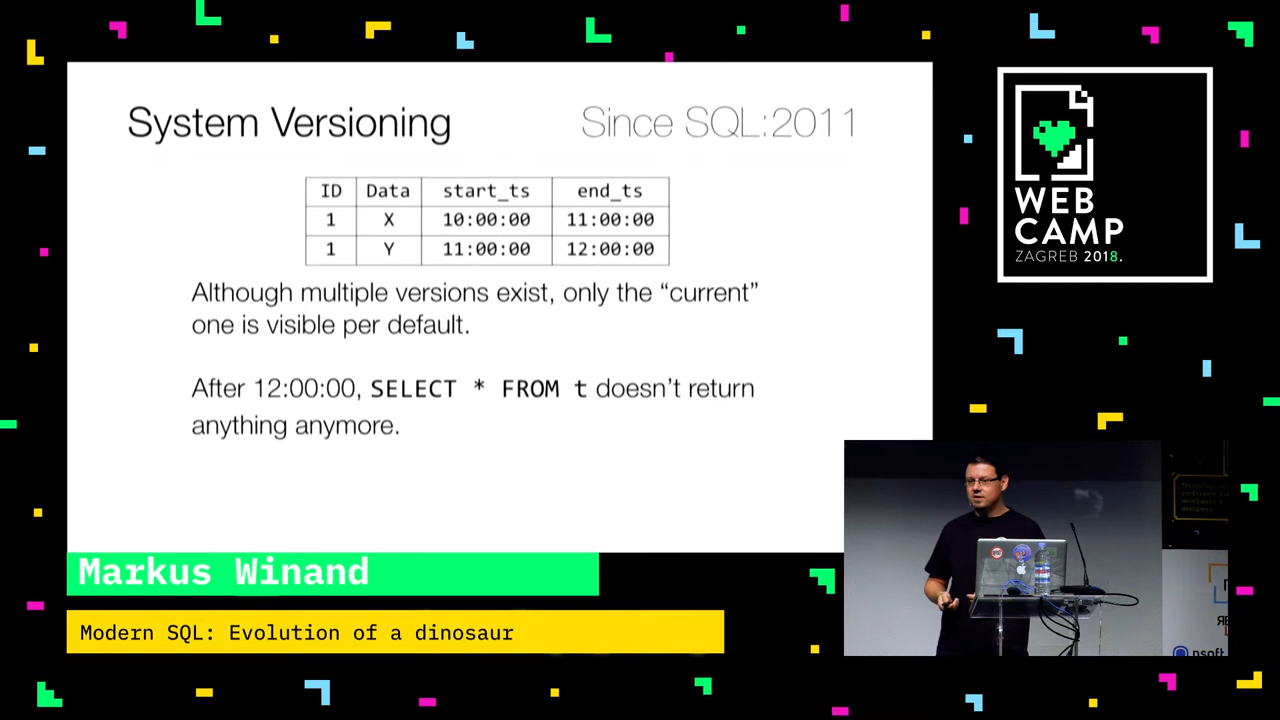 System Versioning Since SQL:2011
ID Data start_ts end_ts
1 X 10:00:00 11:00:00
1 Y 11:00:00 12:00:00
Although multiple versions exist, only the “current”
one is visible per default.
After 12:00:00, SELECT * FROM t doesn’t return
anything anymore.
WEB
CAMP
ZAGREB 2018.
Markus Winand
Modern SQL: Evolution of a dinosaur
nsoft